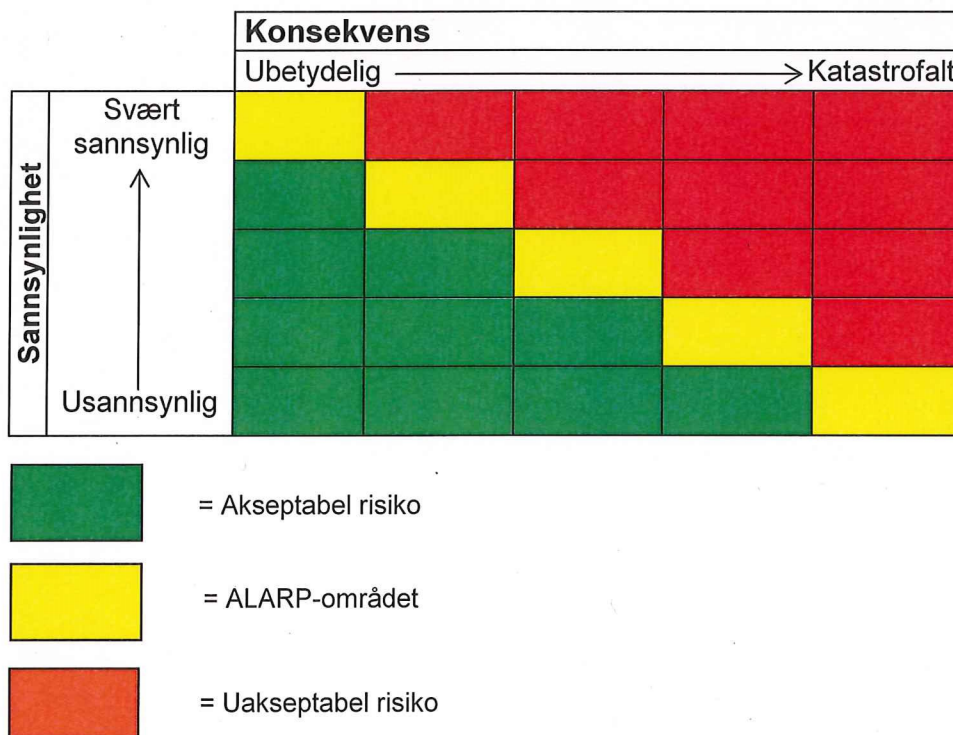 Konsekvens
Ubetydelig
Katastrofalt
Sannsynlighet
Svært
sannsynlig
Usannsynlig
= Akseptabel risiko
= ALARP-området
= Uakseptabel risiko